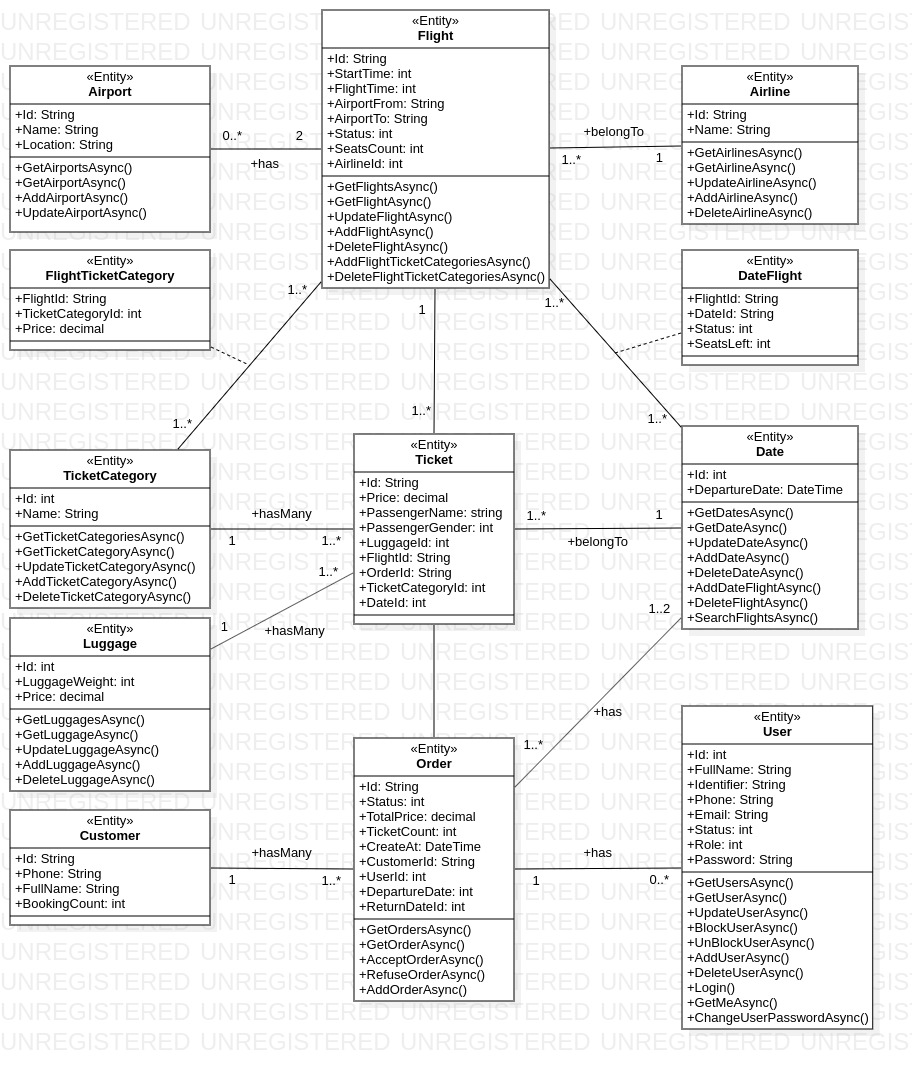 «Entity»
Flight
+Id: String
+StartTime: int
+FlightTime: int
+AirportFrom: String
+AirportTo: String
+Status: int
+SeatsCount: int
+AirlineId: int
+GetFlightsAsync()
+GetFlightAsync()
+UpdateFlightAsync()
+AddFlightAsync()
+DeleteFlightAsync()
+AddFlightTicketCategoriesAsync()
+DeleteFlightTicketCategoriesAsync()
«Entity»
Airport
+Id: String
+Name: String
+Location: String
+GetAirportsAsync()
+GetAirportAsync()
+AddAirportAsync()
+UpdateAirportAsync()
0..*
2
+has
«Entity»
Airline
+Id: String
+Name: String
+GetAirlinesAsync()
+GetAirlineAsync()
+UpdateAirlineAsync()
+AddAirlineAsync()
+DeleteAirlineAsync()
+belongTo
1..*
1
«Entity»
FlightTicketCategory
+FlightId: String
+TicketCategoryId: int
+Price: decimal
«Entity»
DateFlight
+FlightId: String
+DateId: String
+Status: int
+SeatsLeft: int
1..*
1
1..*
1..*
1..*
1..*
«Entity»
TicketCategory
+Id: int
+Name: String
+GetTicketCategoriesAsync()
+GetTicketCategoryAsync()
+UpdateTicketCategoryAsync()
+AddTicketCategoryAsync()
+DeleteTicketCategoryAsync()
+hasMany
1
1..*
«Entity»
Ticket
+Id: String
+Price: decimal
+PassengerName: string
+PassengerGender: int
+LuggageId: int
+FlightId: String
+OrderId: String
+TicketCategoryId: int
+DateId: int
1..*
1
+belongTo
«Entity»
Date
+Id: int
+DepartureDate: DateTime
+GetDatesAsync()
+GetDateAsync()
+UpdateDateAsync()
+AddDateAsync()
+DeleteDateAsync()
+AddDateFlightAsync()
+DeleteFlightAsync()
+SearchFlightsAsync()
1..*
1
+hasMany
«Entity»
Luggage
+Id: int
+LuggageWeight: int
+Price: decimal
+GetLuggagesAsync()
+GetLuggageAsync()
+UpdateLuggageAsync()
+AddLuggageAsync()
+DeleteLuggageAsync()
1..2
+has
1..*
«Entity»
Order
+Id: String
+Status: int
+TotalPrice: decimal
+TicketCount: int
+CreateAt: DateTime
+CustomerId: String
+UserId: int
+DepartureDate: int
+ReturnDateId: int
+GetOrdersAsync()
+GetOrderAsync()
+AcceptOrderAsync()
+RefuseOrderAsync()
+AddOrderAsync()
«Entity»
Customer
+Id: String
+Phone: String
+FullName: String
+BookingCount: int
+hasMany
1
1..*
+has
1
0..*
«Entity»
User
+Id: int
+FullName: String
+Identifier: String
+Phone: String
+Email: String
+Status: int
+Role: int
+Password: String
+GetUsersAsync()
+GetUserAsync()
+UpdateUserAsync()
+BlockUserAsync()
+UnBlockUserAsync()
+AddUserAsync()
+DeleteUserAsync()
+Login()
+GetMeAsync()
+ChangeUserPasswordAsync()
UNREGISTERED